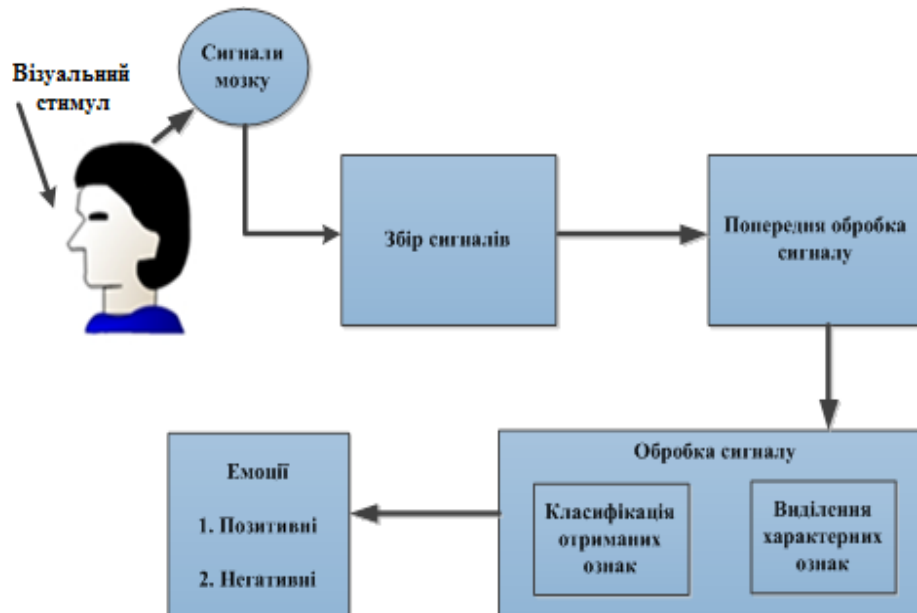 Візуальний
стимул
Сигнали
мозку
Збір сигналів
Попередня обробка
сигналу
Обробка сигналу
Класифікація
отриманих
ознак
Виділення
характерних
ознак
Емоції
1. Позитивні
2. Негативні